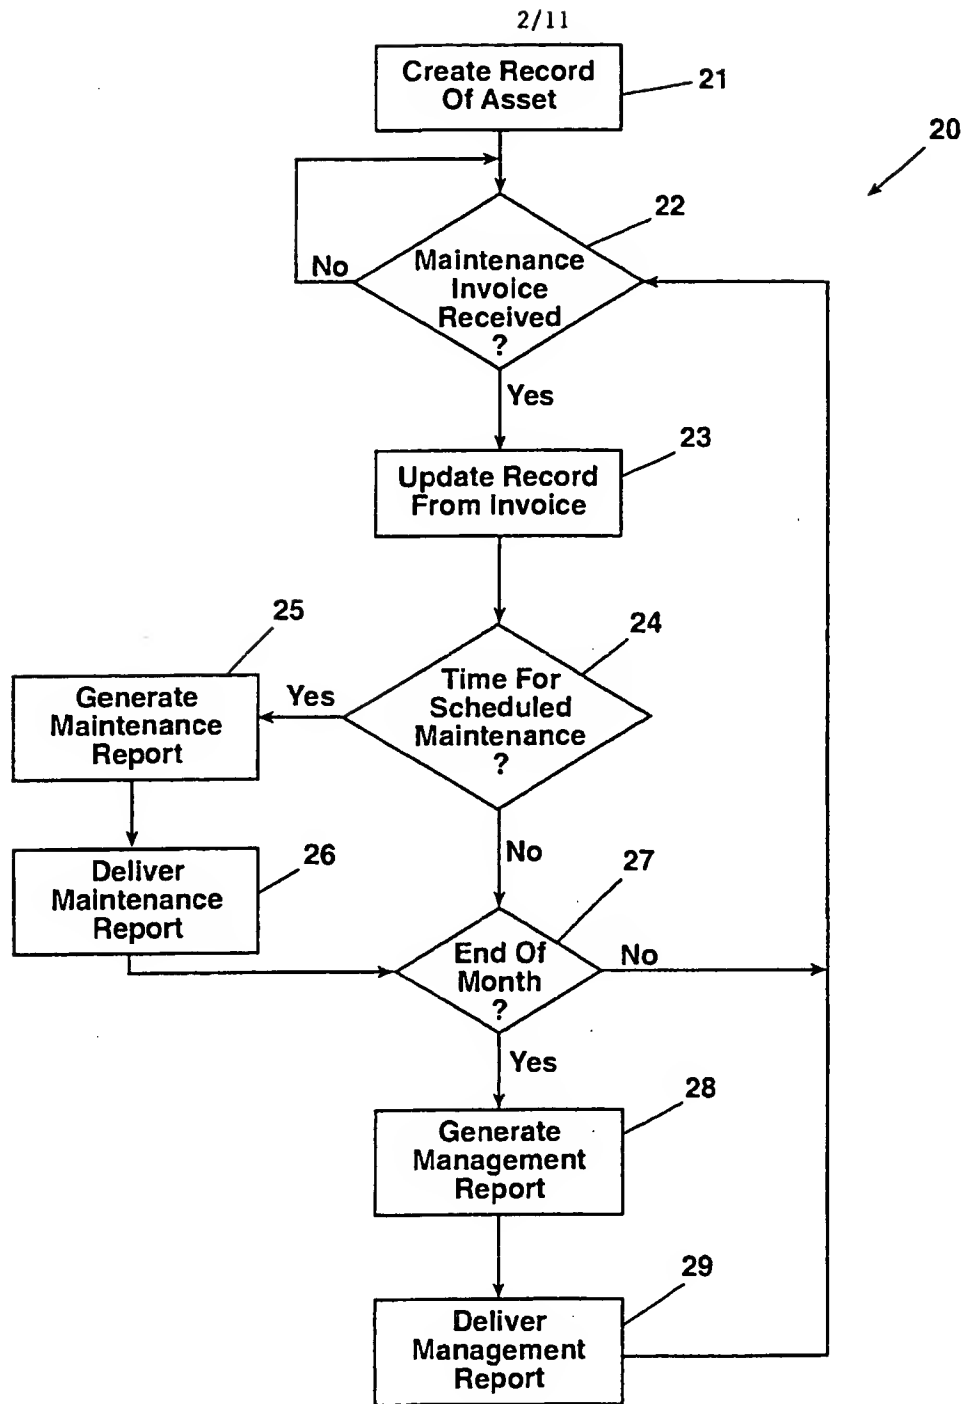 2/11
Create Record
Of Asset
21
20
22
Maintenance
Invoice
Received
?
No
Yes
23
Update Record
From Invoice
24
Time For
Scheduled
Maintenance
?
Yes
25
Generate
Maintenance
Report
26
Deliver
Maintenance
Report
No
27
End Of
Month
?
No
Yes
28
Generate
Management
Report
29
Deliver
Management
Report